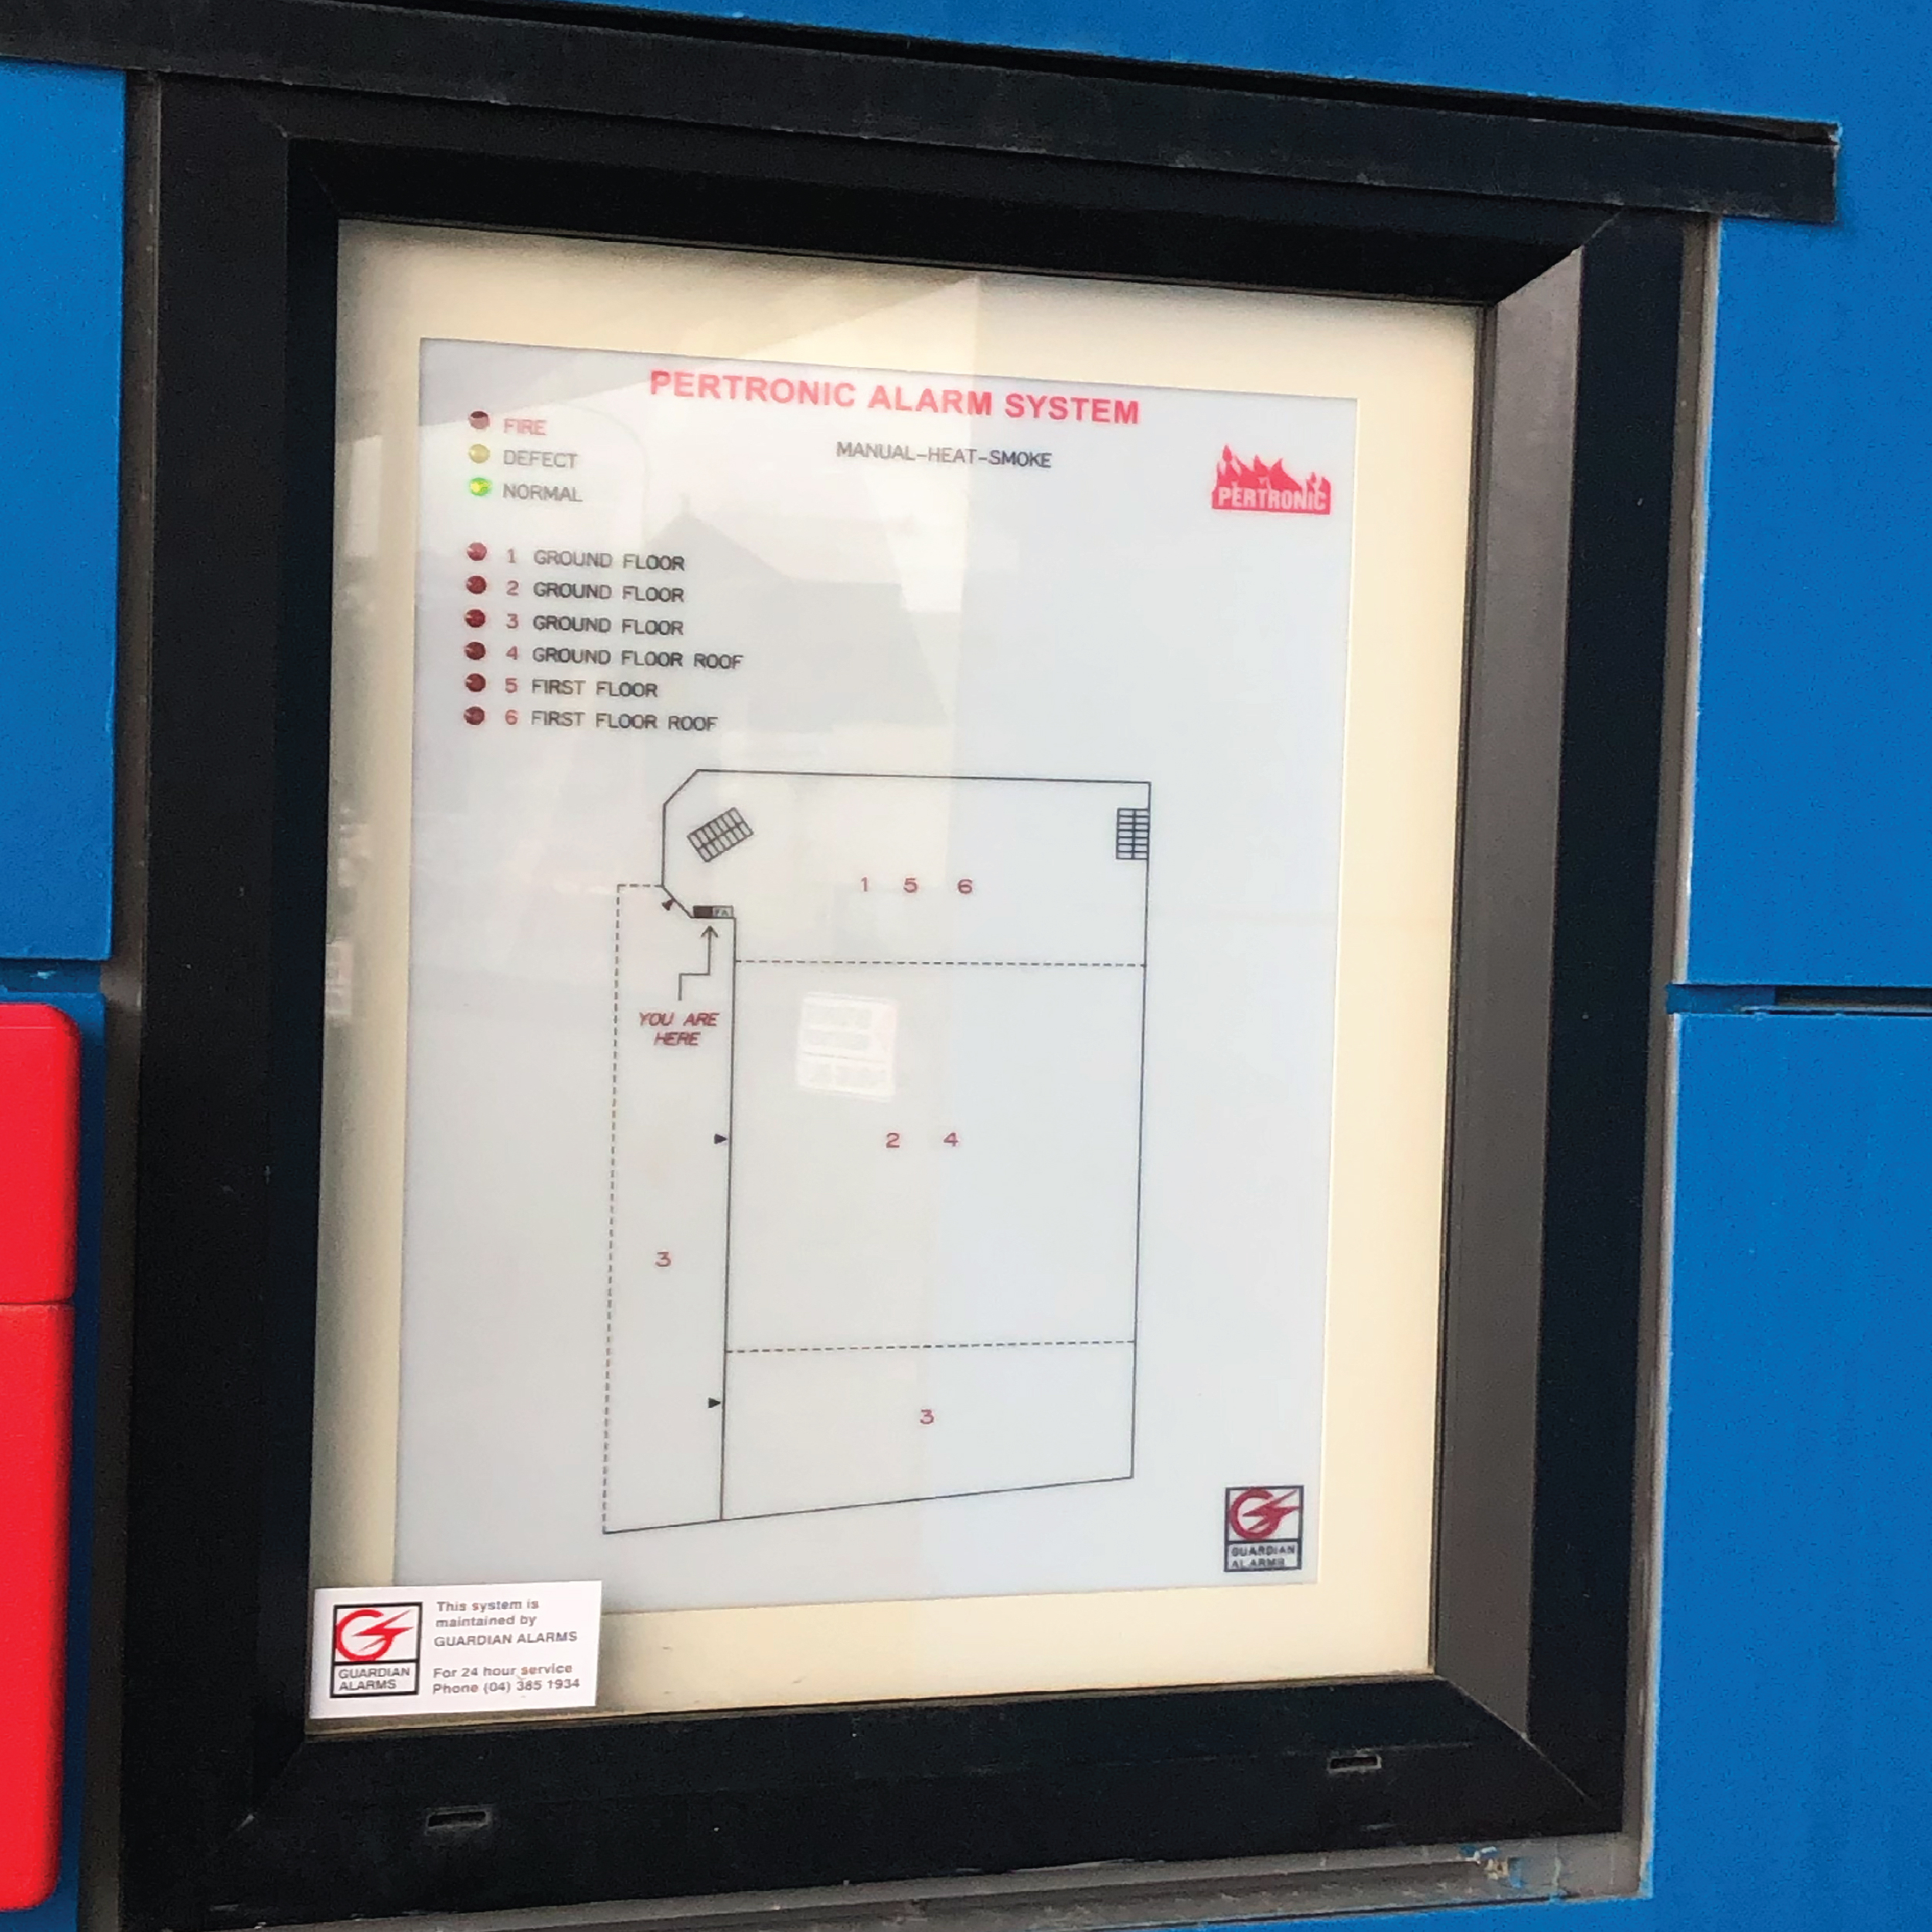 PERTRONIC ALARM SYSTEM
FIRE
DEFECT
NORMAL
MANUAL-HEAT-SMOKE
PERTRONIC
1 GROUND FLOOR
2 GROUND FLOOR
3 GROUND FLOOR
4 GROUND FLOOR ROOF
5 FIRST FLOOR
6 FIRST FLOOR ROOF
1 5 6
YOU ARE
HERE
2 4
3
3
GUARDIAN
ALARMS
GUARDIAN
ALARMS
This system is
maintained by
GUARDIAN ALARMS
For 24 hour service
Phone (04) 385 1934